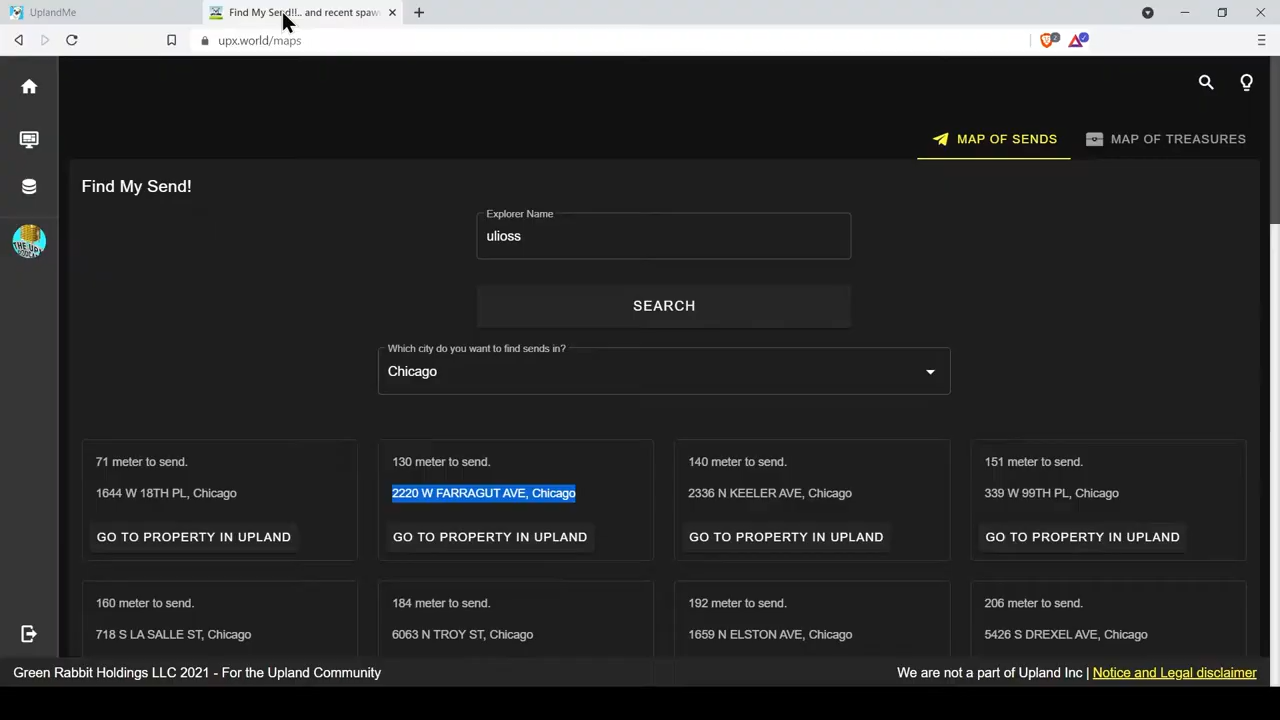 UplandMe
Find My Send!!.. and recent spaw
upx.world/maps
MAP OF SENDS
MAP OF TREASURES
Find My Send!
Explorer Name
ulioss
SEARCH
Which city do you want to find sends in?
Chicago
71 meter to send.
1644 W 18TH PL, Chicago
GO TO PROPERTY IN UPLAND
130 meter to send.
2220 W FARRAGUT AVE, Chicago
GO TO PROPERTY IN UPLAND
140 meter to send.
2336 N KEELER AVE, Chicago
GO TO PROPERTY IN UPLAND
151 meter to send.
339 W 99TH PL, Chicago
GO TO PROPERTY IN UPLAND
160 meter to send.
718 S LA SALLE ST, Chicago
184 meter to send.
6063 N TROY ST, Chicago
192 meter to send.
1659 N ELSTON AVE, Chicago
206 meter to send.
5426 S DREXEL AVE, Chicago
Green Rabbit Holdings LLC 2021 - For the Upland Community
We are not a part of Upland Inc | Notice and Legal disclaimer